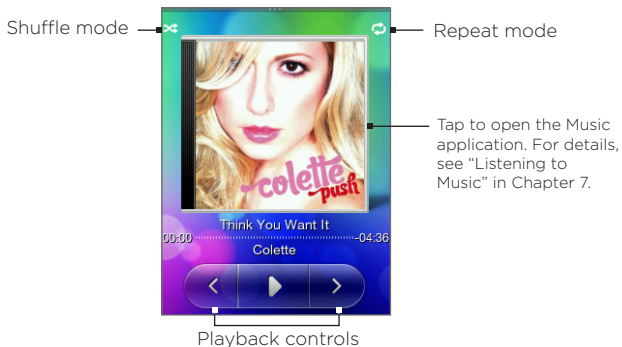 Shuffle mode
Repeat mode
colette
push
Tap to open the Music
application. For details,
see “Listening to
Music” in Chapter 7.
Think You Want It
00:00
-04:36
Colette
Playback controls